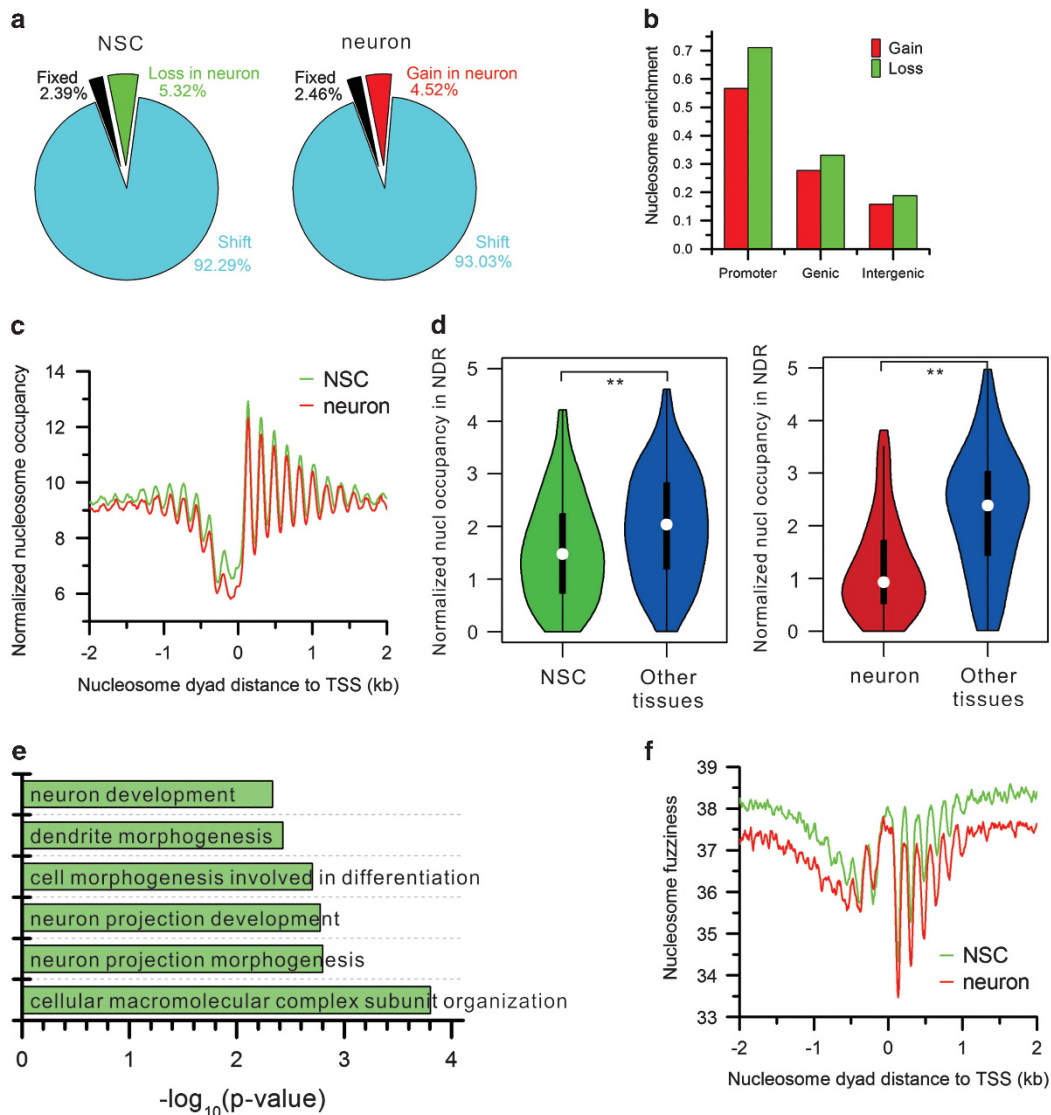 a
NSC
neuron
Fixed
2.39%
Loss in neuron
5.32%
Shift
92.29%
Fixed
2.46%
Gain in neuron
4.52%
Shift
93.03%
b
Nucleosome enrichment
0.7
0.6
0.5
0.4
0.3
0.2
0.1
0.0
Gain
Loss
Promoter
Genic
Intergenic
c
Normalized nucleosome occupancy
14
12
10
8
6
NSC
neuron
-2
-1
0
1
2
Nucleosome dyad distance to TSS (kb)
d
Normalized nucl occupancy in NDR
5
4
3
2
1
0
**
NSC
Other
tissues
Normalized nucl occupancy in NDR
5
4
3
2
1
0
**
neuron
Other
tissues
e
neuron development
dendrite morphogenesis
cell morphogenesis involved in differentiation
neuron projection development
neuron projection morphogenesis
cellular macromolecular complex subunit organization
0
1
2
3
4
-log10(p-value)
f
Nucleosome fuzziness
39
38
37
36
35
34
33
NSC
neuron
-2
-1
0
1
2
Nucleosome dyad distance to TSS (kb)